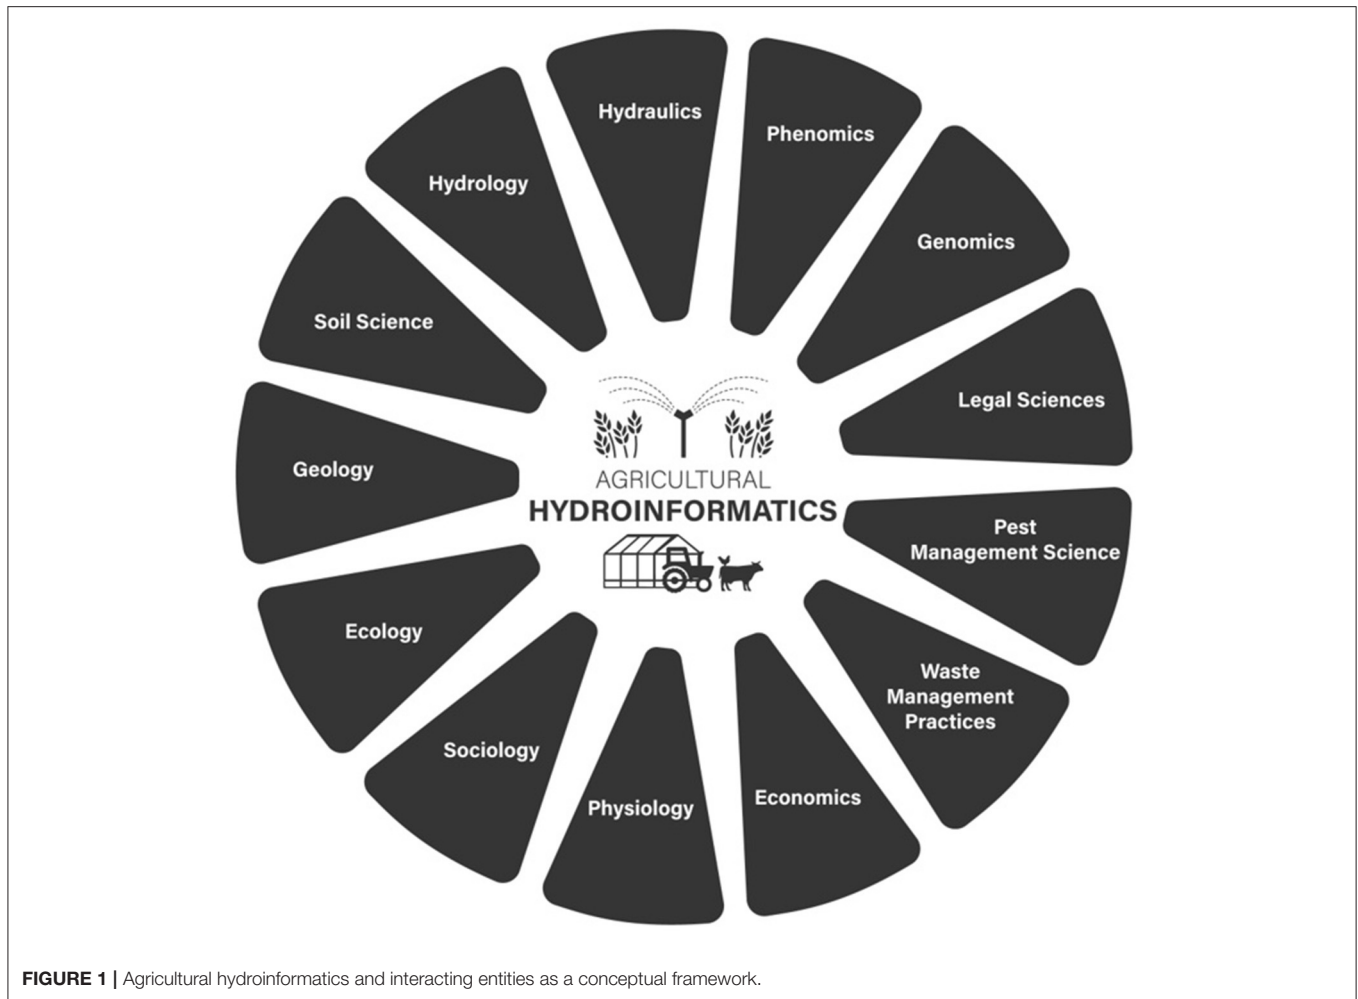 Hydraulics
Phenomics
Hydrology
Genomics
Soil Science
Legal Sciences
Geology
AGRICULTURAL
HYDROINFORMATICS
Pest
Management Science
Ecology
Waste
Management
Practices
Sociology
Economics
Physiology
FIGURE 1 | Agricultural hydroinformatics and interacting entities as a conceptual framework.